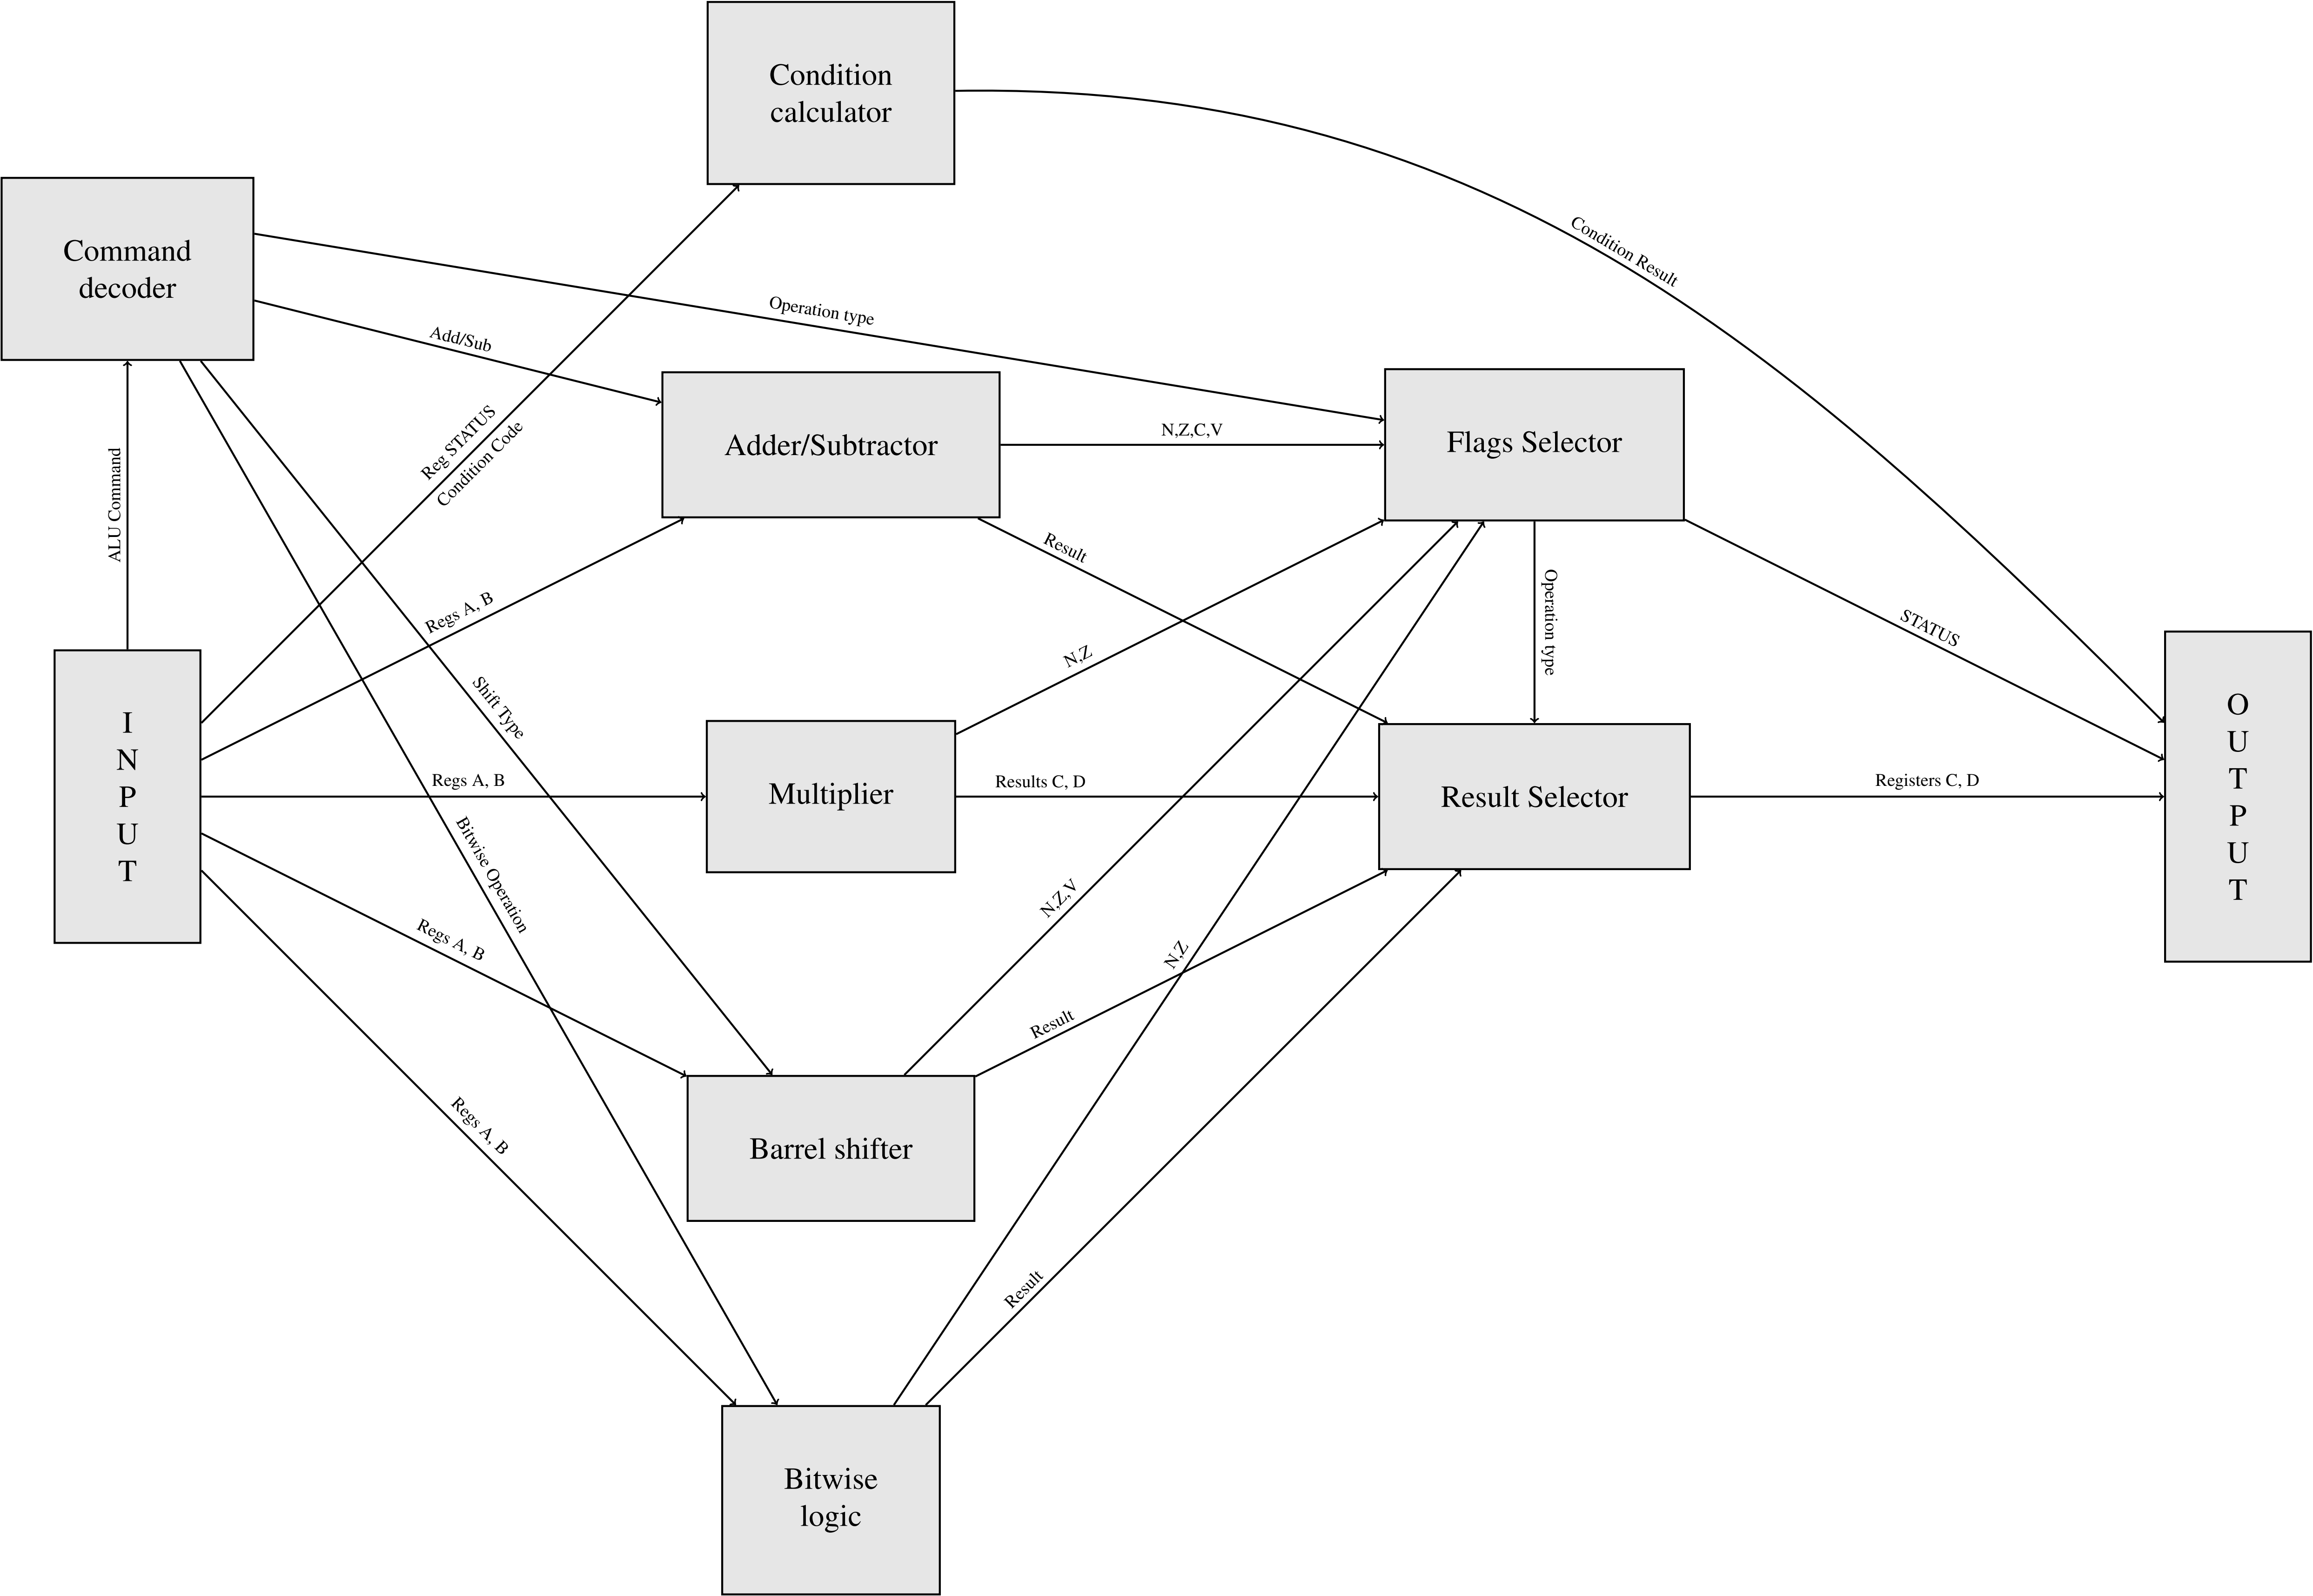 Condition
calculator
Command
decoder
Condition Result
Operation type
Add/Sub
Reg STATUS
Condition Code
Adder/Subtractor
N,Z,C,V
Flags Selector
ALU Command
Result
Regs A, B
Operation type
STATUS
N,Z
Shift Type
I
N
P
U
T
Regs A, B
Multiplier
Results C, D
Result Selector
Registers C, D
O
U
T
P
U
T
Bitwise Operation
N,Z,V
Regs A, B
N,Z
Result
Regs A, B
Barrel shifter
Result
Bitwise
logic